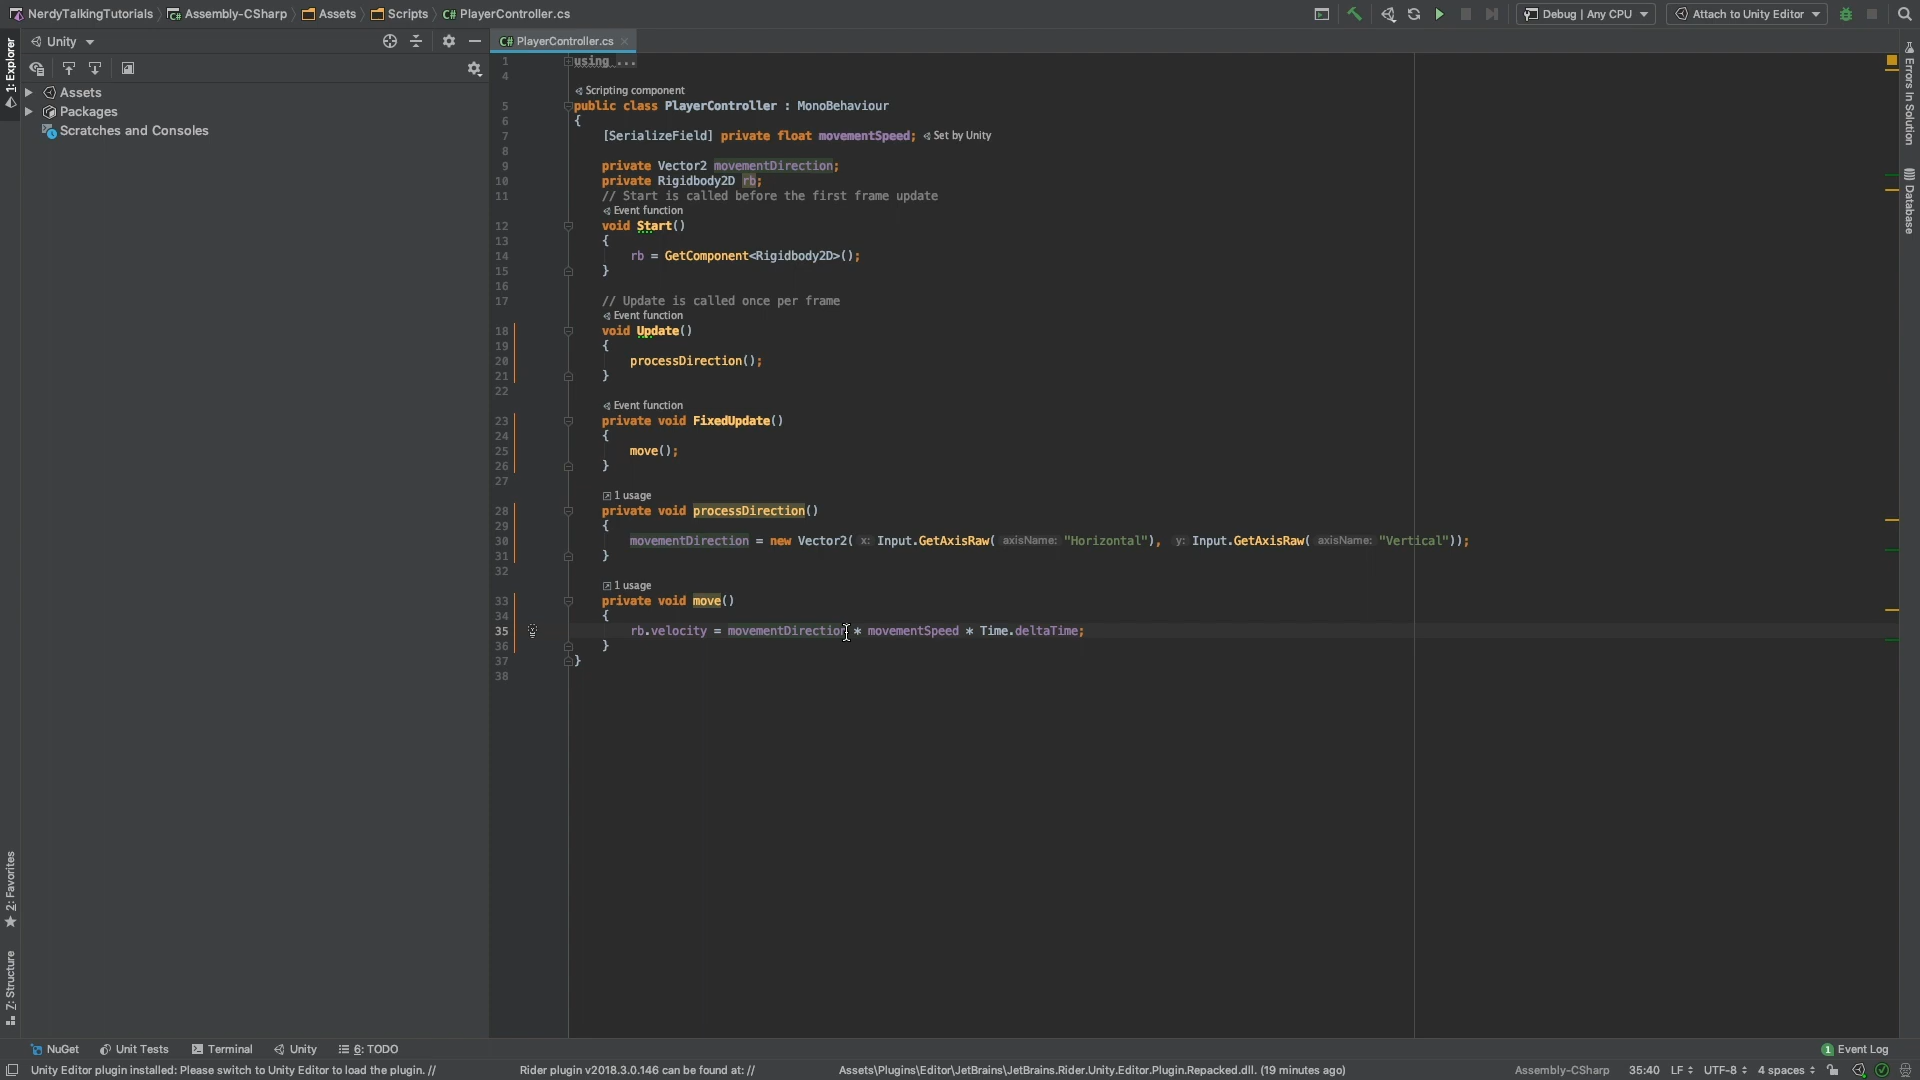 NerdyTalkingTutorials Assembly-CSharp Assets Scripts C# PlayerController.cs Debug | Any CPU Attach to Unity Editor
1: Explorer
Unity
C# PlayerController.cs
Assets
Packages
Scratches and Consoles
1 using ...
4
Scripting component
5 public class PlayerController : MonoBehaviour
6 {
7 [SerializeField] private float movementSpeed; Set by Unity
8
9 private Vector2 movementDirection;
10 private Rigidbody2D rb;
11 // Start is called before the first frame update
Event function
12 void Start()
13 {
14 rb = GetComponent<Rigidbody2D>();
15 }
16
17 // Update is called once per frame
Event function
18 void Update()
19 {
20 processDirection();
21 }
22
Event function
23 private void FixedUpdate()
24 {
25 move();
26 }
27
1 usage
28 private void processDirection()
29 {
30 movementDirection = new Vector2( x: Input.GetAxisRaw( axisName: "Horizontal"), y: Input.GetAxisRaw( axisName: "Vertical"));
31 }
32
1 usage
33 private void move()
34 {
35 rb.velocity = movementDirection * movementSpeed * Time.deltaTime;
36 }
37 }
38
Errors In Solution
Database
2: Favorites
Z: Structure
NuGet Unit Tests Terminal Unity 6: TODO 1 Event Log
Unity Editor plugin installed: Please switch to Unity Editor to load the plugin. // Rider plugin v2018.3.0.146 can be found at: // Assets\Plugins\Editor\JetBrains\JetBrains.Rider.Unity.Editor.Plugin.Repacked.dll. (19 minutes ago) Assembly-CSharp 35:40 LF UTF-8 4 spaces